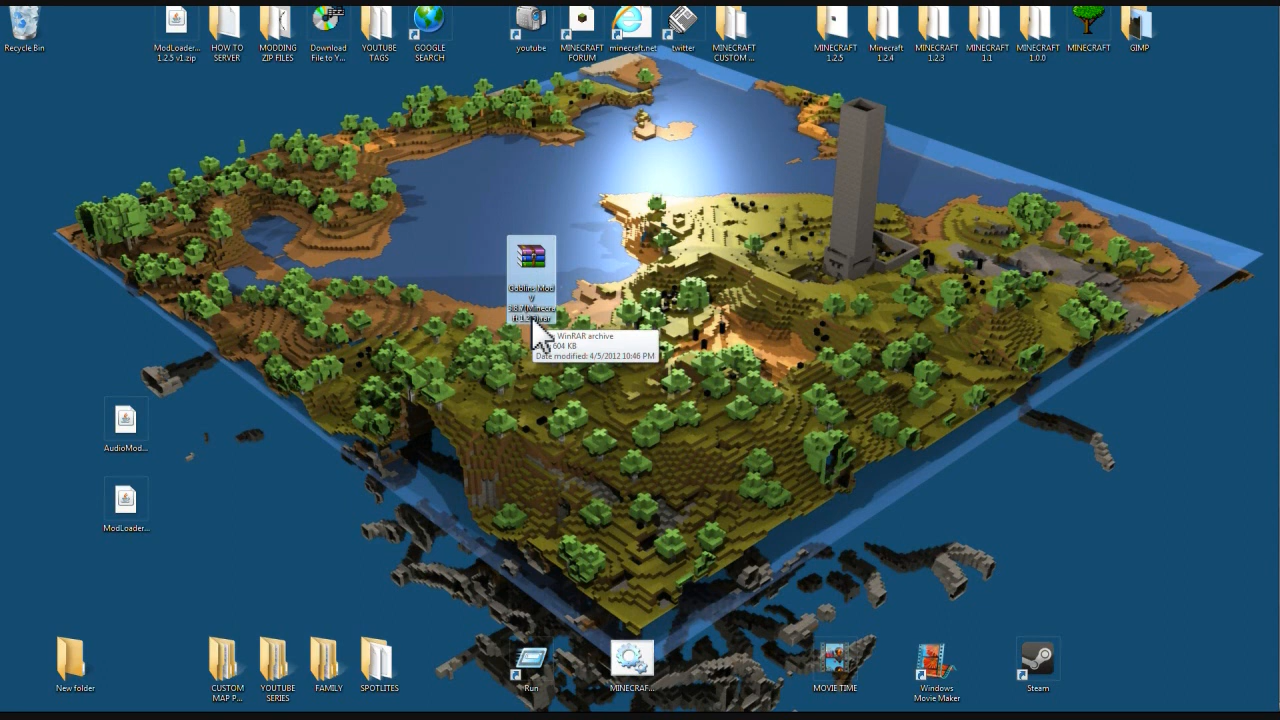 Recycle Bin
ModLoader...
1.2.5 v1.zip
HOW TO
SERVER
MODDING
ZIP FILES
Download
File to Y...
YOUTUBE
TAGS
GOOGLE
SEARCH
youtube
MINECRAFT
FORUM
minecraft.net
twitter
MINECRAFT
CUSTOM ...
MINECRAFT
1.2.5
Minecraft
1.2.4
MINECRAFT
1.2.3
MINECRAFT
1.1
MINECRAFT
1.0.0
MINECRAFT
GIMP
Goblins Mod
V
WinRAR archive
604 KB
Date modified: 4/5/2012 10:46 PM
AudioMod...
ModLoader...
New folder
CUSTOM
MAP P...
YOUTUBE
SERIES
FAMILY
SPOTLITES
Run
MINECRAF...
MOVIE TIME
Windows
Movie Maker
Steam